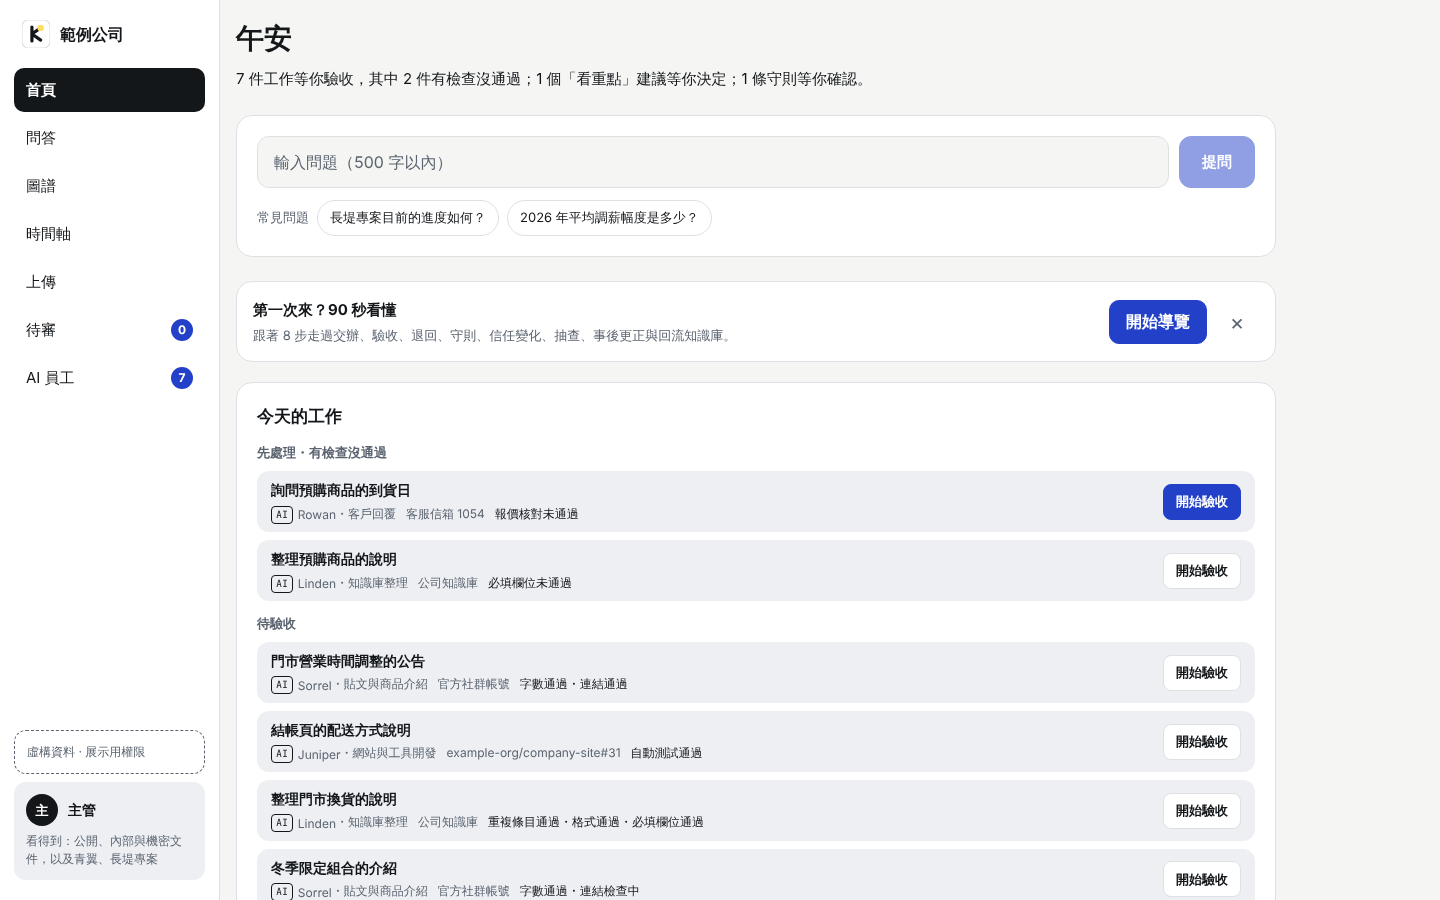 範例公司
首頁
問答
圖譜
時間軸
上傳
待審 0
AI 員工 7
虛構資料 · 展示用權限
主 主管
看得到：公開、內部與機密文
件，以及青翼、長堤專案
午安
7 件工作等你驗收，其中 2 件有檢查沒通過；1 個「看重點」建議等你決定；1 條守則等你確認。
輸入問題（500 字以內） 提問
常見問題 長堤專案目前的進度如何？ 2026 年平均調薪幅度是多少？
第一次來？90 秒看懂
跟著 8 步走過交辦、驗收、退回、守則、信任變化、抽查、事後更正與回流知識庫。
開始導覽 ×
今天的工作
先處理・有檢查沒通過
詢問預購商品的到貨日
AI Rowan・客戶回覆 客服信箱 1054 報價核對未通過
開始驗收
整理預購商品的說明
AI Linden・知識庫整理 公司知識庫 必填欄位未通過
開始驗收
待驗收
門市營業時間調整的公告
AI Sorrel・貼文與商品介紹 官方社群帳號 字數通過・連結通過
開始驗收
結帳頁的配送方式說明
AI Juniper・網站與工具開發 example-org/company-site#31 自動測試通過
開始驗收
整理門市換貨的說明
AI Linden・知識庫整理 公司知識庫 重複條目通過・格式通過・必填欄位通過
開始驗收
冬季限定組合的介紹
AI Sorrel・貼文與商品介紹 官方社群帳號 字數通過・連結檢查中
開始驗收